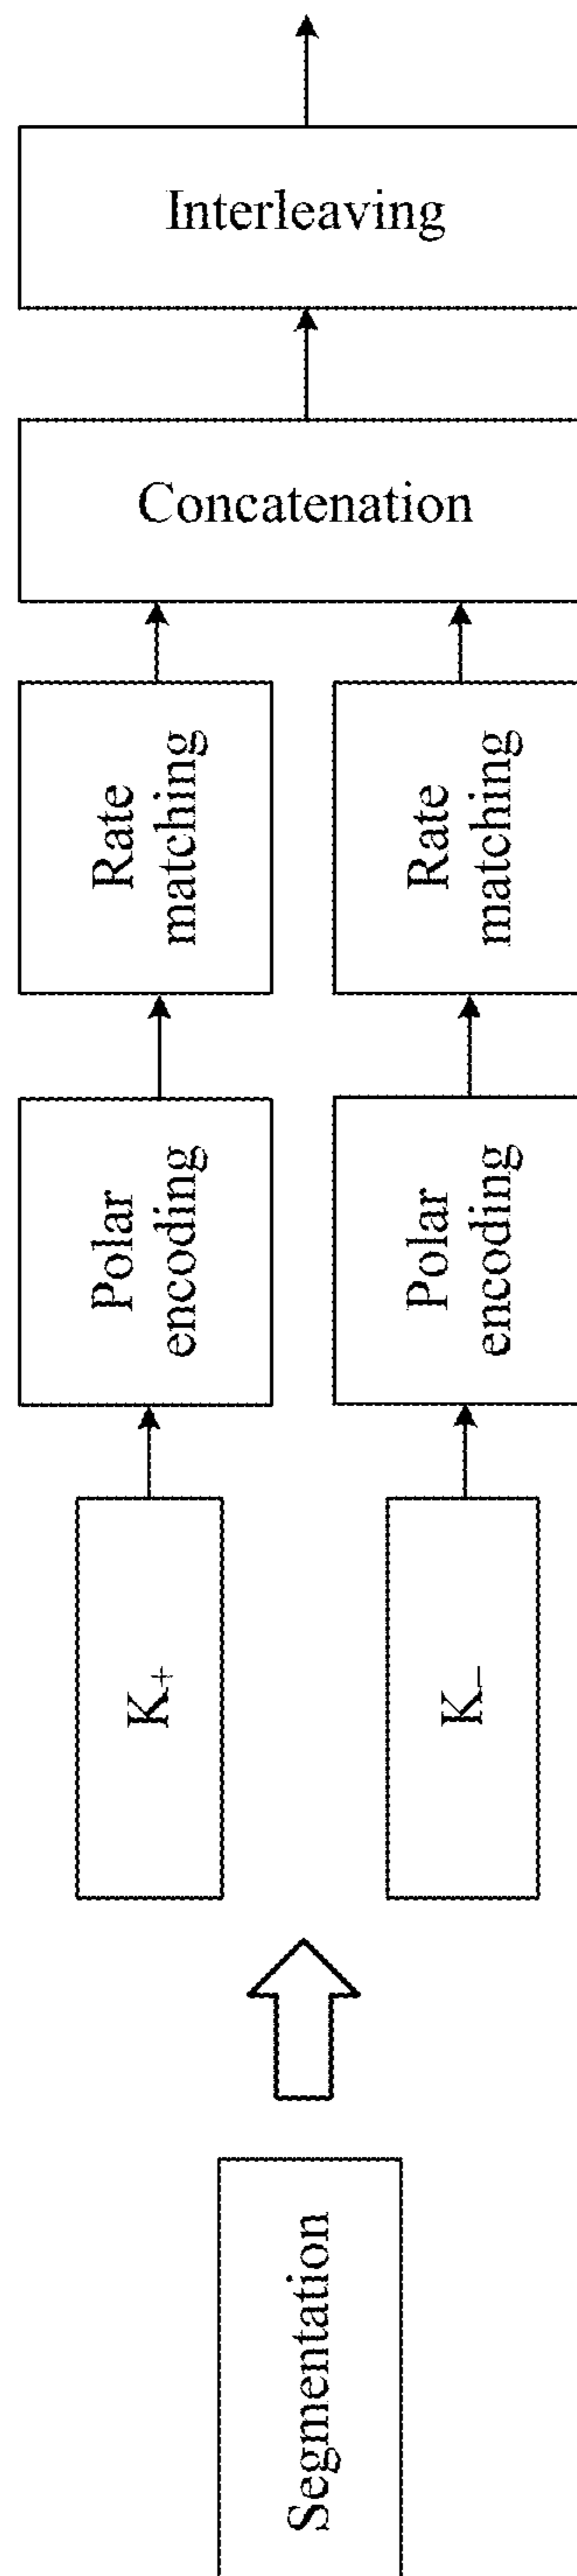 Interleaving
Concatenation
Rate
matching
Rate
matching
Polar
encoding
Polar
encoding
K₊
K₋
Segmentation